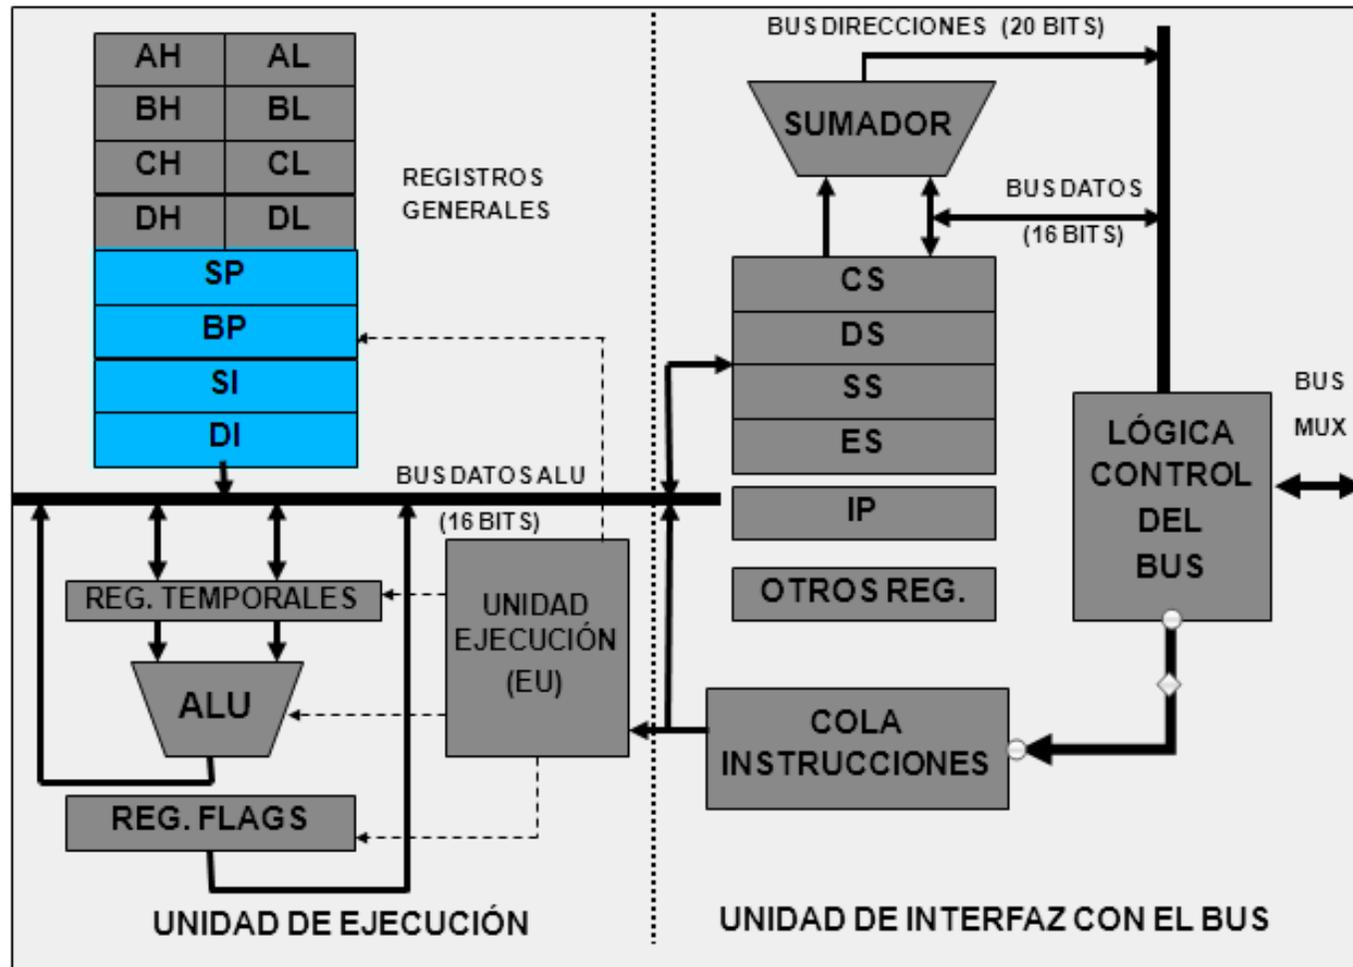 BUS DIRECCIONES (20 BITS)
AH AL
BH BL
CH CL
DH DL
REGISTROS
GENERALES
SP
BP
SI
DI
BUS DATOS ALU
(16 BITS)
REG. TEMPORALES
ALU
REG. FLAGS
UNIDAD
EJECUCIÓN
(EU)
UNIDAD DE EJECUCIÓN
SUMADOR
BUS DATOS
(16 BITS)
CS
DS
SS
ES
IP
OTROS REG.
COLA
INSTRUCCIONES
LÓGICA
CONTROL
DEL
BUS
BUS
MUX
UNIDAD DE INTERFAZ CON EL BUS